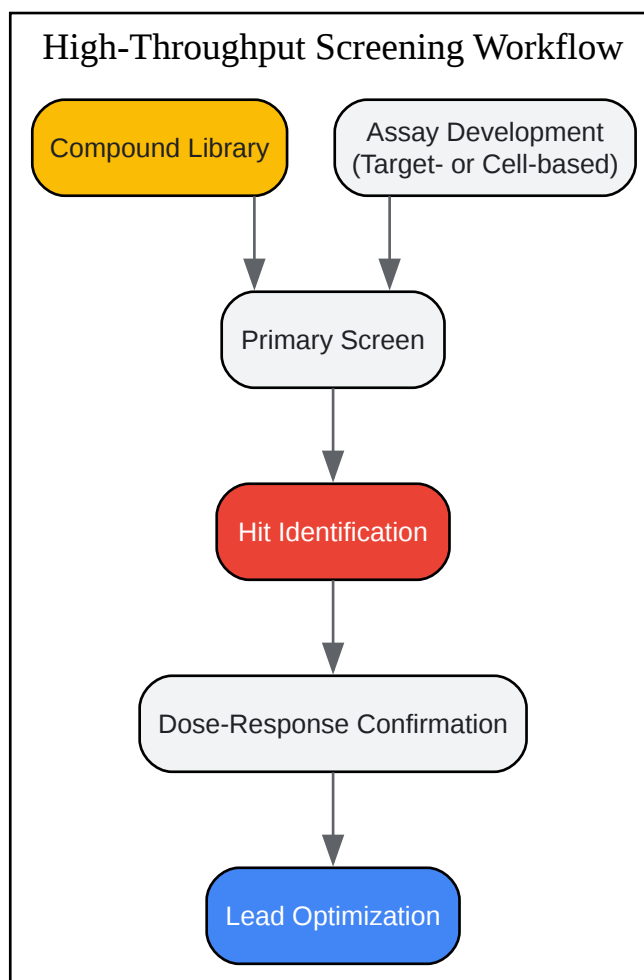 High-Throughput Screening Workflow
Compound Library
Assay Development
(Target- or Cell-based)
Primary Screen
Hit Identification
Dose-Response Confirmation
Lead Optimization